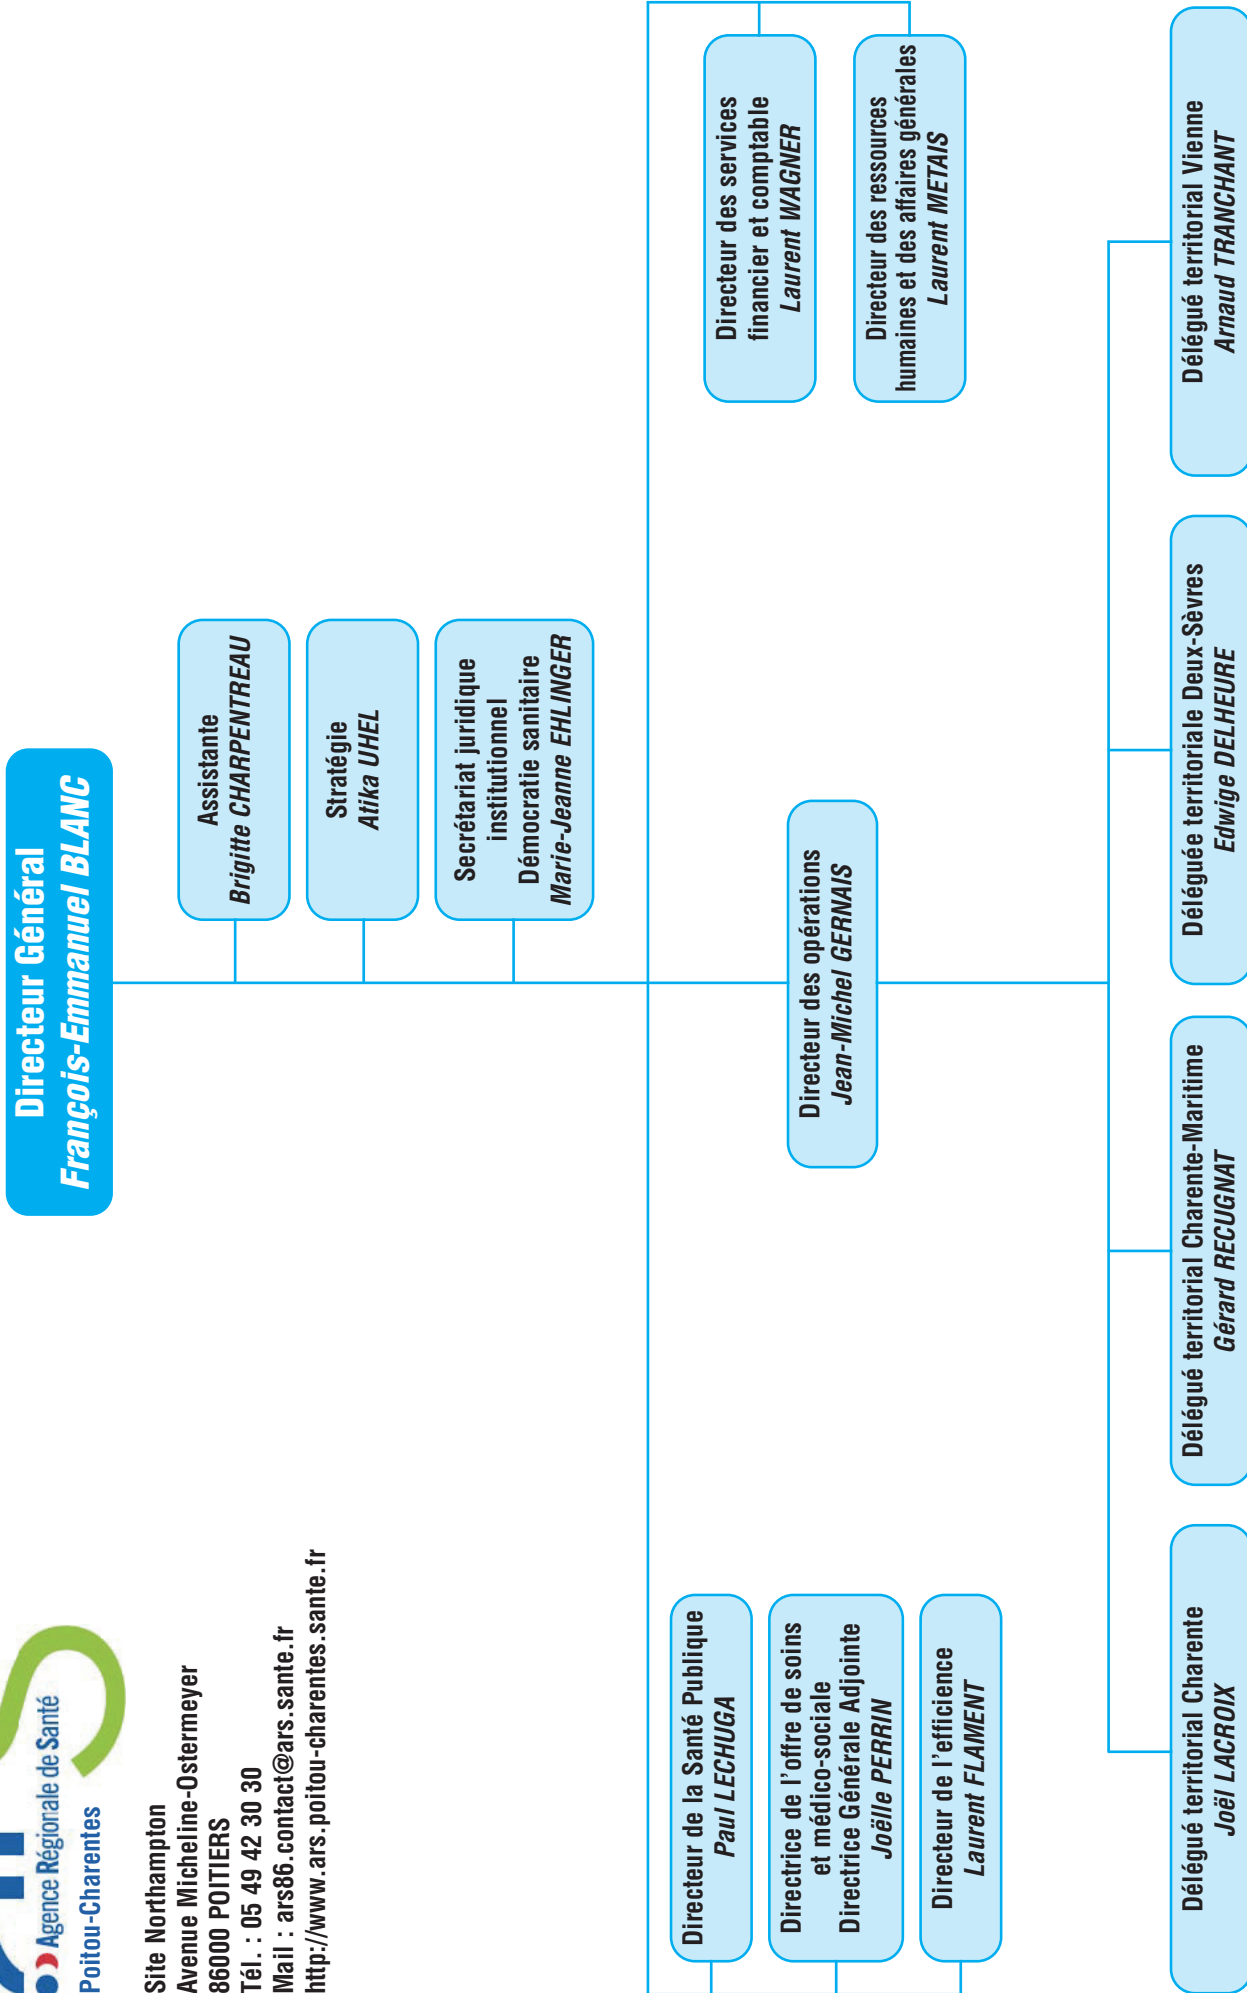 Agence Régionale de Santé
Poitou-Charentes
Site Northampton
Avenue Micheline-Ostermeyer
86000 POITIERS
Tél. : 05 49 42 30 30
Mail : ars86.contact@ars.sante.fr
http://www.ars.poitou-charentes.sante.fr
Directeur Général
François-Emmanuel BLANC
Assistante
Brigitte CHARPENTREAU
Stratégie
Atika UHEL
Secrétariat juridique
institutionnel
Démocratie sanitaire
Marie-Jeanne EHLINGER
Directeur de la Santé Publique
Paul LECHUGA
Directrice de l'offre de soins
et médico-sociale
Directrice Générale Adjointe
Joëlle PERRIN
Directeur de l'efficience
Laurent FLAMENT
Directeur des opérations
Jean-Michel GERNAIS
Directeur des services
financier et comptable
Laurent WAGNER
Directeur des ressources
humaines et des affaires générales
Laurent METAIS
Délégué territorial Charente
Joël LACROIX
Délégué territorial Charente-Maritime
Gérard RECUGNAT
Déléguée territoriale Deux-Sèvres
Edwige DELHEURE
Délégué territorial Vienne
Arnaud TRANCHANT